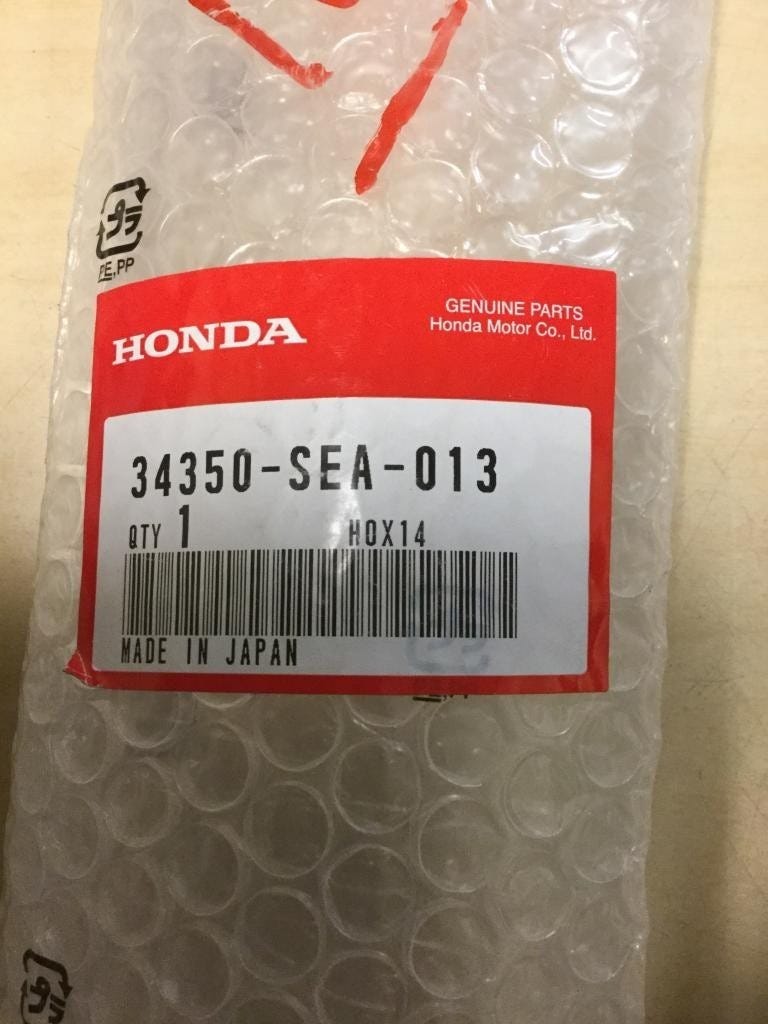 プラ
PE,PP
HONDA
GENUINE PARTS
Honda Motor Co., Ltd.
34350-SEA-013
QTY 1 HOX14
MADE IN JAPAN